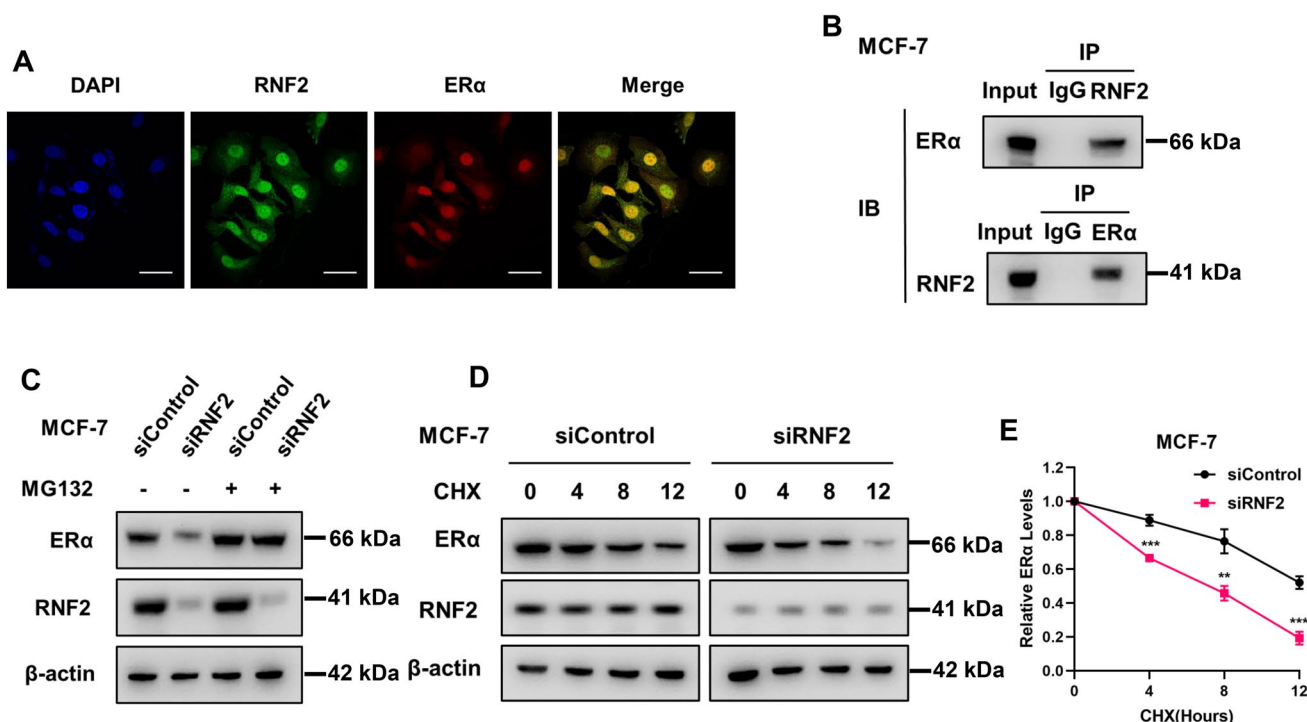 A
DAPI RNF2 ERα Merge
B
MCF-7
IP
Input IgG RNF2
ERα 66 kDa
IB
IP
Input IgG ERα
RNF2 41 kDa
C
MCF-7 siControl siRNF2 siControl siRNF2
MG132 - - + +
ERα 66 kDa
RNF2 41 kDa
β-actin 42 kDa
D
MCF-7 siControl siRNF2
CHX 0 4 8 12 0 4 8 12
ERα 66 kDa
RNF2 41 kDa
β-actin 42 kDa
E
MCF-7
siControl
siRNF2
Relative ERα Levels
1.2
1.0
0.8
0.6
0.4
0.2
0.0
***
**
***
0 4 8 12
CHX(Hours)